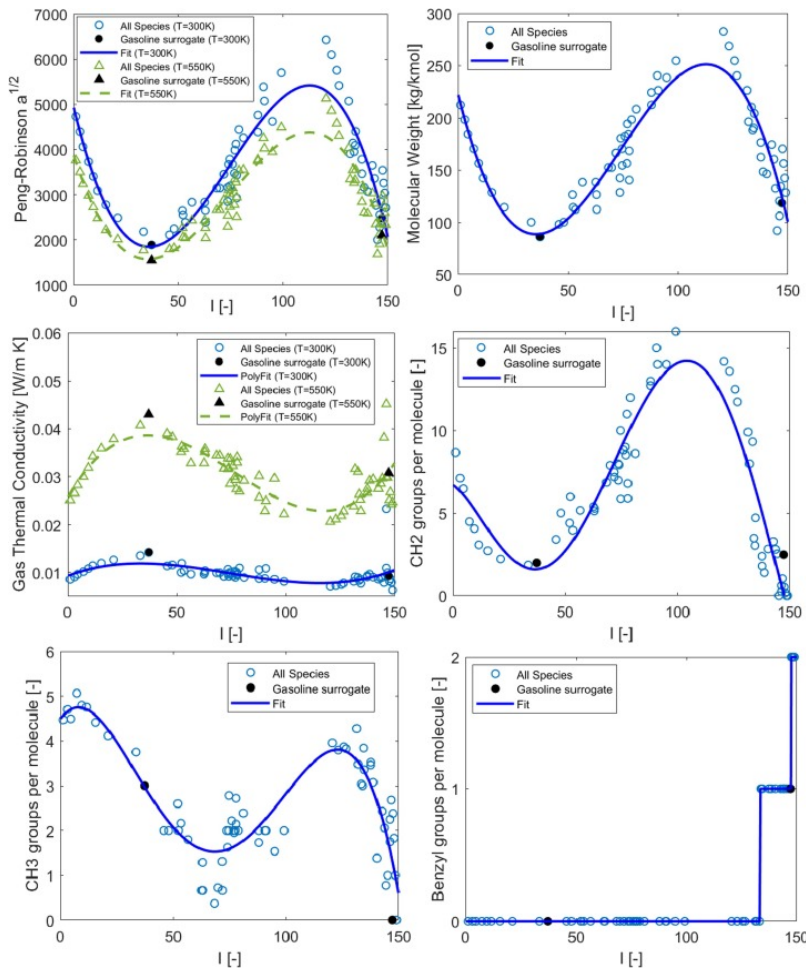 7000
6000
5000
4000
3000
2000
1000
Peng-Robinson a^1/2
All Species (T=300K)
Gasoline surrogate (T=300K)
Fit (T=300K)
All Species (T=550K)
Gasoline surrogate (T=550K)
Fit (T=550K)
0 50 100 150
I [-]
300
250
200
150
100
50
Molecular Weight [kg/kmol]
All Species
Gasoline surrogate
Fit
0 50 100 150
I [-]
0.06
0.05
0.04
0.03
0.02
0.01
Gas Thermal Conductivity [W/m K]
All Species (T=300K)
Gasoline surrogate (T=300K)
PolyFit (T=300K)
All Species (T=550K)
Gasoline surrogate (T=550K)
PolyFit (T=550K)
0 50 100 150
I [-]
15
10
5
0
CH2 groups per molecule [-]
All Species
Gasoline surrogate
Fit
0 50 100 150
I [-]
6
5
4
3
2
1
0
CH3 groups per molecule [-]
All Species
Gasoline surrogate
Fit
0 50 100 150
I [-]
2
1
0
Benzyl groups per molecule [-]
All Species
Gasoline surrogate
Fit
0 50 100 150
I [-]